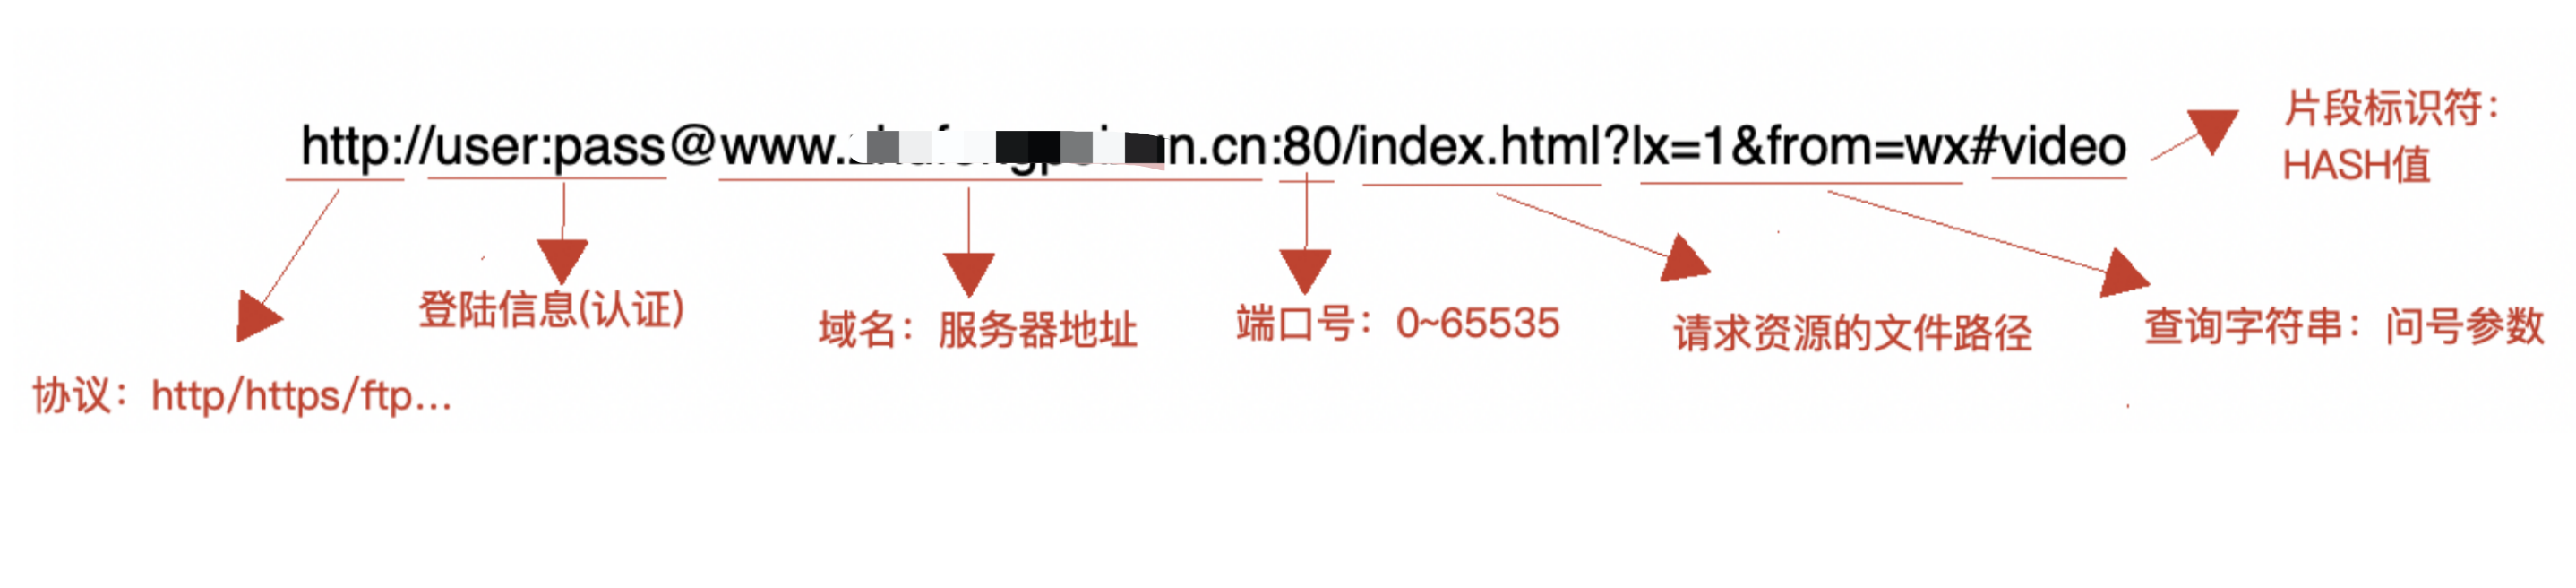 片段标识符：
http://user:pass@www. n.cn:80/index.html?lx=1&from=wx#video
HASH值
登陆信息(认证)
域名：服务器地址
端口号：0~65535
请求资源的文件路径
查询字符串：问号参数
协议：http/https/ftp...